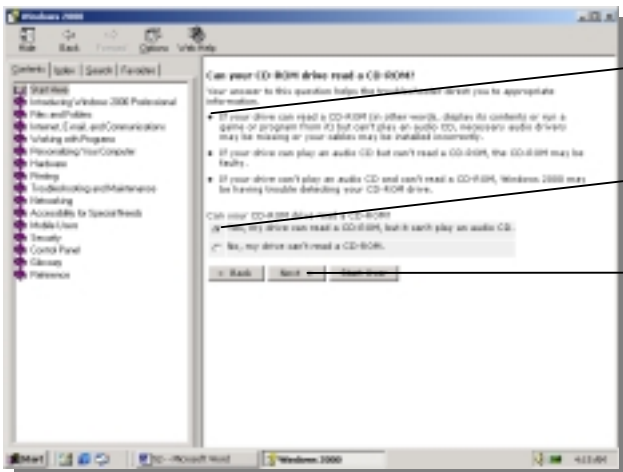 Windows 2000
Hide Back Forward Options Web Help
Contents Index Search Favorites
Start Here
Introducing Windows 2000 Professional
Files and Folders
Internet, E-mail, and Communications
Working with Programs
Personalizing Your Computer
Hardware
Printing
Troubleshooting and Maintenance
Networking
Accessibility for Special Needs
Mobile Users
Security
Control Panel
Glossary
Reference
Can your CD-ROM drive read a CD-ROM?
Your answer to this question helps the troubleshooter direct you to appropriate
information.
If your drive can read a CD-ROM (in other words, display its contents or run a
game or program from it) but can't play an audio CD, necessary audio drivers
may be missing or your cables may be installed incorrectly.
If your drive can play an audio CD but can't read a CD-ROM, the CD-ROM may be
faulty.
If your drive can't play an audio CD and can't read a CD-ROM, Windows 2000 may
be having trouble detecting your CD-ROM drive.
Can your CD-ROM drive read a CD-ROM?
Yes, my drive can read a CD-ROM, but it can't play an audio CD.
No, my drive can't read a CD-ROM.
< Back Next > Start Over
Start Microsoft Word Windows 2000